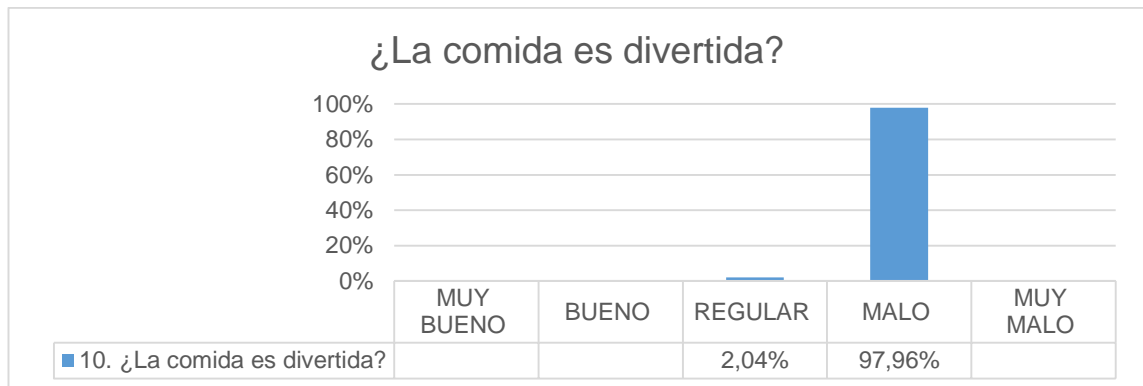 ¿La comida es divertida?
100%
80%
60%
40%
20%
0%
MUY BUENO
BUENO
REGULAR
MALO
MUY MALO
10. ¿La comida es divertida?
2,04%
97,96%